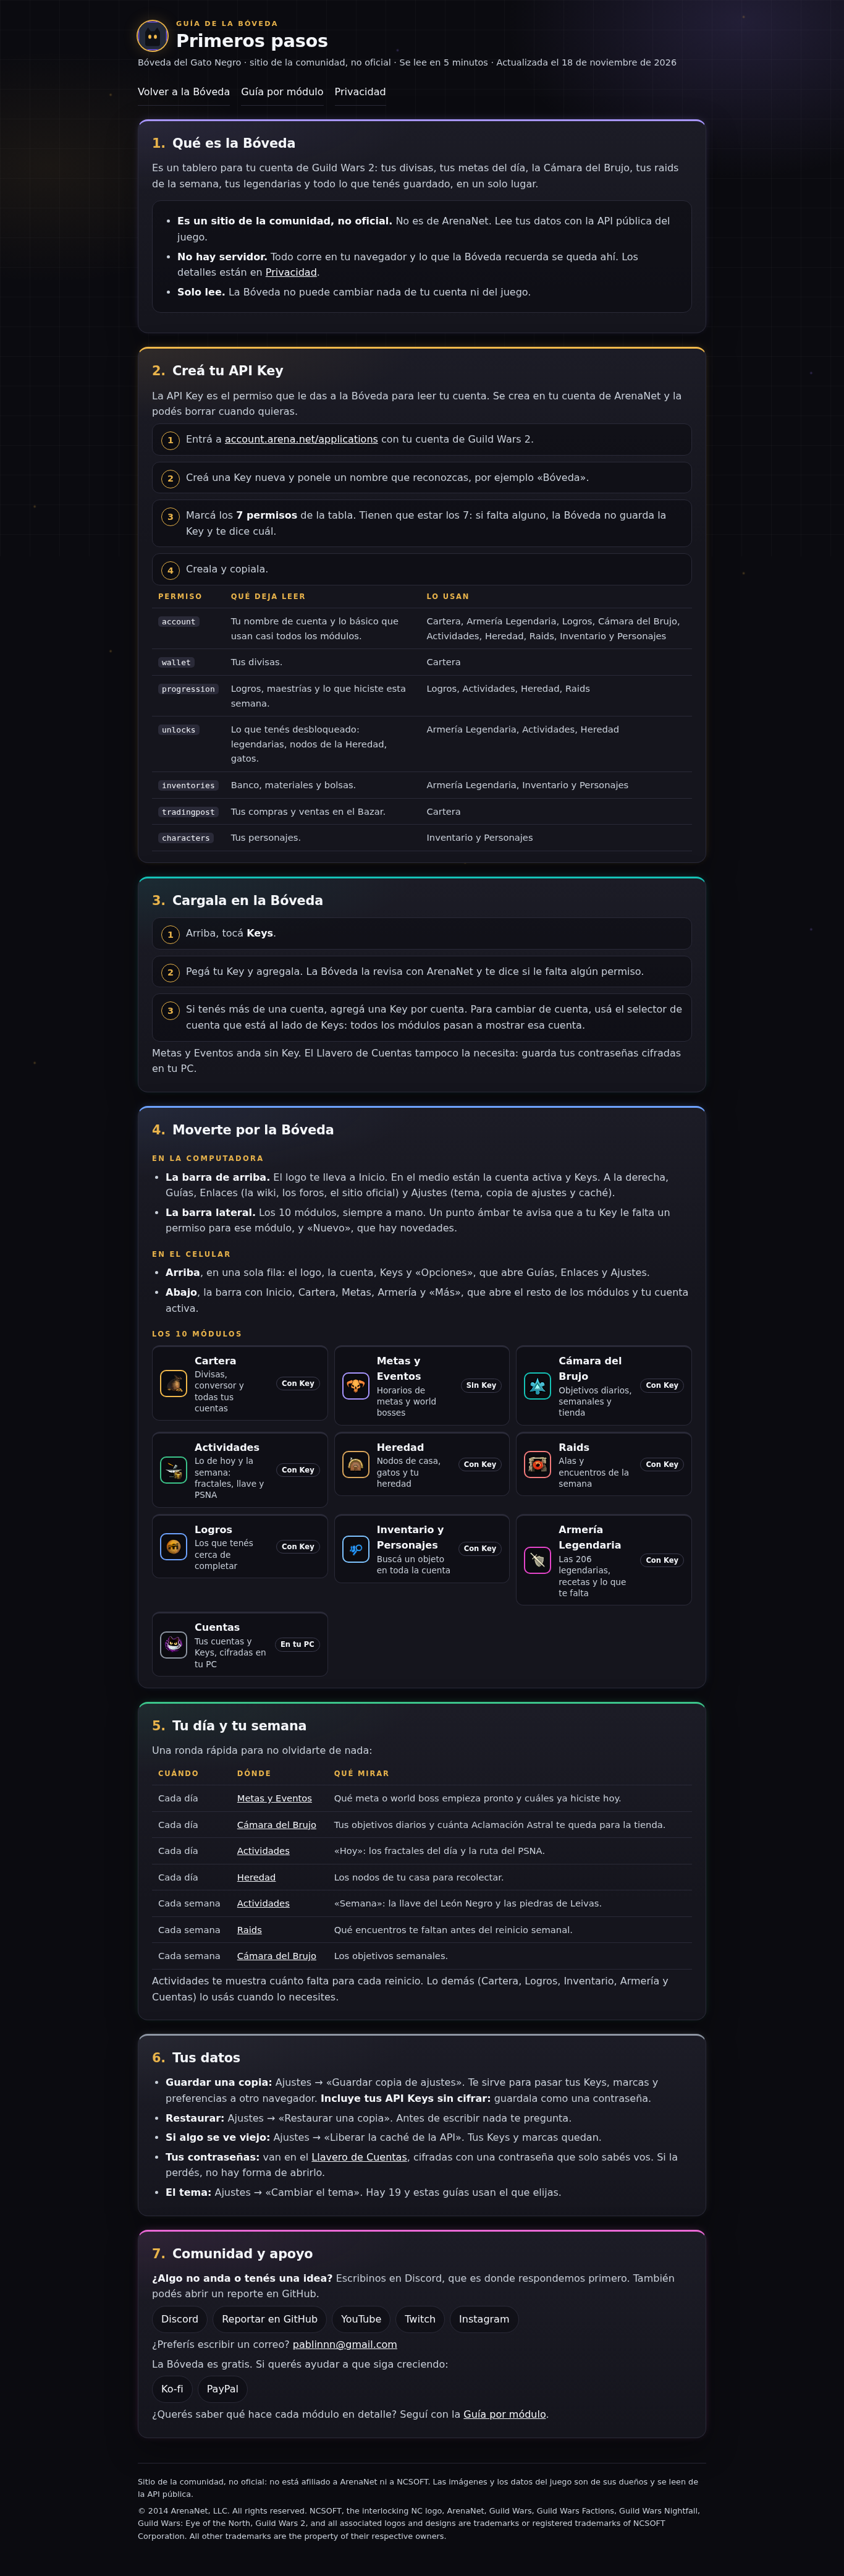 GUÍA DE LA BÓVEDA
Primeros pasos
Bóveda del Gato Negro · sitio de la comunidad, no oficial · Se lee en 5 minutos · Actualizada el 18 de noviembre de 2026
Volver a la Bóveda Guía por módulo Privacidad
1. Qué es la Bóveda
Es un tablero para tu cuenta de Guild Wars 2: tus divisas, tus metas del día, la Cámara del Brujo, tus raids
de la semana, tus legendarias y todo lo que tenés guardado, en un solo lugar.
• Es un sitio de la comunidad, no oficial. No es de ArenaNet. Lee tus datos con la API pública del
juego.
• No hay servidor. Todo corre en tu navegador y lo que la Bóveda recuerda se queda ahí. Los
detalles están en Privacidad.
• Solo lee. La Bóveda no puede cambiar nada de tu cuenta ni del juego.
2. Creá tu API Key
La API Key es el permiso que le das a la Bóveda para leer tu cuenta. Se crea en tu cuenta de ArenaNet y la
podés borrar cuando quieras.
1 Entrá a account.arena.net/applications con tu cuenta de Guild Wars 2.
2 Creá una Key nueva y ponele un nombre que reconozcas, por ejemplo «Bóveda».
3 Marcá los 7 permisos de la tabla. Tienen que estar los 7: si falta alguno, la Bóveda no guarda la
Key y te dice cuál.
4 Creala y copiala.
PERMISO QUÉ DEJA LEER LO USAN
account Tu nombre de cuenta y lo básico que usan casi todos los módulos. Cartera, Armería Legendaria, Logros, Cámara del Brujo, Actividades, Heredad, Raids, Inventario y Personajes
wallet Tus divisas. Cartera
progression Logros, maestrías y lo que hiciste esta semana. Logros, Actividades, Heredad, Raids
unlocks Lo que tenés desbloqueado: legendarias, nodos de la Heredad, gatos. Armería Legendaria, Actividades, Heredad
inventories Banco, materiales y bolsas. Armería Legendaria, Inventario y Personajes
tradingpost Tus compras y ventas en el Bazar. Cartera
characters Tus personajes. Inventario y Personajes
3. Cargala en la Bóveda
1 Arriba, tocá Keys.
2 Pegá tu Key y agregala. La Bóveda la revisa con ArenaNet y te dice si le falta algún permiso.
3 Si tenés más de una cuenta, agregá una Key por cuenta. Para cambiar de cuenta, usá el selector de
cuenta que está al lado de Keys: todos los módulos pasan a mostrar esa cuenta.
Metas y Eventos anda sin Key. El Llavero de Cuentas tampoco la necesita: guarda tus contraseñas cifradas
en tu PC.
4. Moverte por la Bóveda
EN LA COMPUTADORA
• La barra de arriba. El logo te lleva a Inicio. En el medio están la cuenta activa y Keys. A la derecha,
Guías, Enlaces (la wiki, los foros, el sitio oficial) y Ajustes (tema, copia de ajustes y caché).
• La barra lateral. Los 10 módulos, siempre a mano. Un punto ámbar te avisa que a tu Key le falta un
permiso para ese módulo, y «Nuevo», que hay novedades.
EN EL CELULAR
• Arriba, en una sola fila: el logo, la cuenta, Keys y «Opciones», que abre Guías, Enlaces y Ajustes.
• Abajo, la barra con Inicio, Cartera, Metas, Armería y «Más», que abre el resto de los módulos y tu cuenta
activa.
LOS 10 MÓDULOS
Cartera
Divisas, conversor y todas tus cuentas
Con Key
Metas y Eventos
Horarios de metas y world bosses
Sin Key
Cámara del Brujo
Objetivos diarios, semanales y tienda
Con Key
Actividades
Lo de hoy y la semana: fractales, llave y PSNA
Con Key
Heredad
Nodos de casa, gatos y tu heredad
Con Key
Raids
Alas y encuentros de la semana
Con Key
Logros
Los que tenés cerca de completar
Con Key
Inventario y Personajes
Buscá un objeto en toda la cuenta
Con Key
Armería Legendaria
Las 206 legendarias, recetas y lo que te falta
Con Key
Cuentas
Tus cuentas y Keys, cifradas en tu PC
En tu PC
5. Tu día y tu semana
Una ronda rápida para no olvidarte de nada:
CUÁNDO DÓNDE QUÉ MIRAR
Cada día Metas y Eventos Qué meta o world boss empieza pronto y cuáles ya hiciste hoy.
Cada día Cámara del Brujo Tus objetivos diarios y cuánta Aclamación Astral te queda para la tienda.
Cada día Actividades «Hoy»: los fractales del día y la ruta del PSNA.
Cada día Heredad Los nodos de tu casa para recolectar.
Cada semana Actividades «Semana»: la llave del León Negro y las piedras de Leivas.
Cada semana Raids Qué encuentros te faltan antes del reinicio semanal.
Cada semana Cámara del Brujo Los objetivos semanales.
Actividades te muestra cuánto falta para cada reinicio. Lo demás (Cartera, Logros, Inventario, Armería y
Cuentas) lo usás cuando lo necesites.
6. Tus datos
• Guardar una copia: Ajustes → «Guardar copia de ajustes». Te sirve para pasar tus Keys, marcas y
preferencias a otro navegador. Incluye tus API Keys sin cifrar: guardala como una contraseña.
• Restaurar: Ajustes → «Restaurar una copia». Antes de escribir nada te pregunta.
• Si algo se ve viejo: Ajustes → «Liberar la caché de la API». Tus Keys y marcas quedan.
• Tus contraseñas: van en el Llavero de Cuentas, cifradas con una contraseña que solo sabés vos. Si la
perdés, no hay forma de abrirlo.
• El tema: Ajustes → «Cambiar el tema». Hay 19 y estas guías usan el que elijas.
7. Comunidad y apoyo
¿Algo no anda o tenés una idea? Escribinos en Discord, que es donde respondemos primero. También
podés abrir un reporte en GitHub.
Discord Reportar en GitHub YouTube Twitch Instagram
¿Preferís escribir un correo? pablinnn@gmail.com
La Bóveda es gratis. Si querés ayudar a que siga creciendo:
Ko-fi PayPal
¿Querés saber qué hace cada módulo en detalle? Seguí con la Guía por módulo.
Sitio de la comunidad, no oficial: no está afiliado a ArenaNet ni a NCSOFT. Las imágenes y los datos del juego son de sus dueños y se leen de
la API pública.
© 2014 ArenaNet, LLC. All rights reserved. NCSOFT, the interlocking NC logo, ArenaNet, Guild Wars, Guild Wars Factions, Guild Wars Nightfall,
Guild Wars: Eye of the North, Guild Wars 2, and all associated logos and designs are trademarks or registered trademarks of NCSOFT
Corporation. All other trademarks are the property of their respective owners.